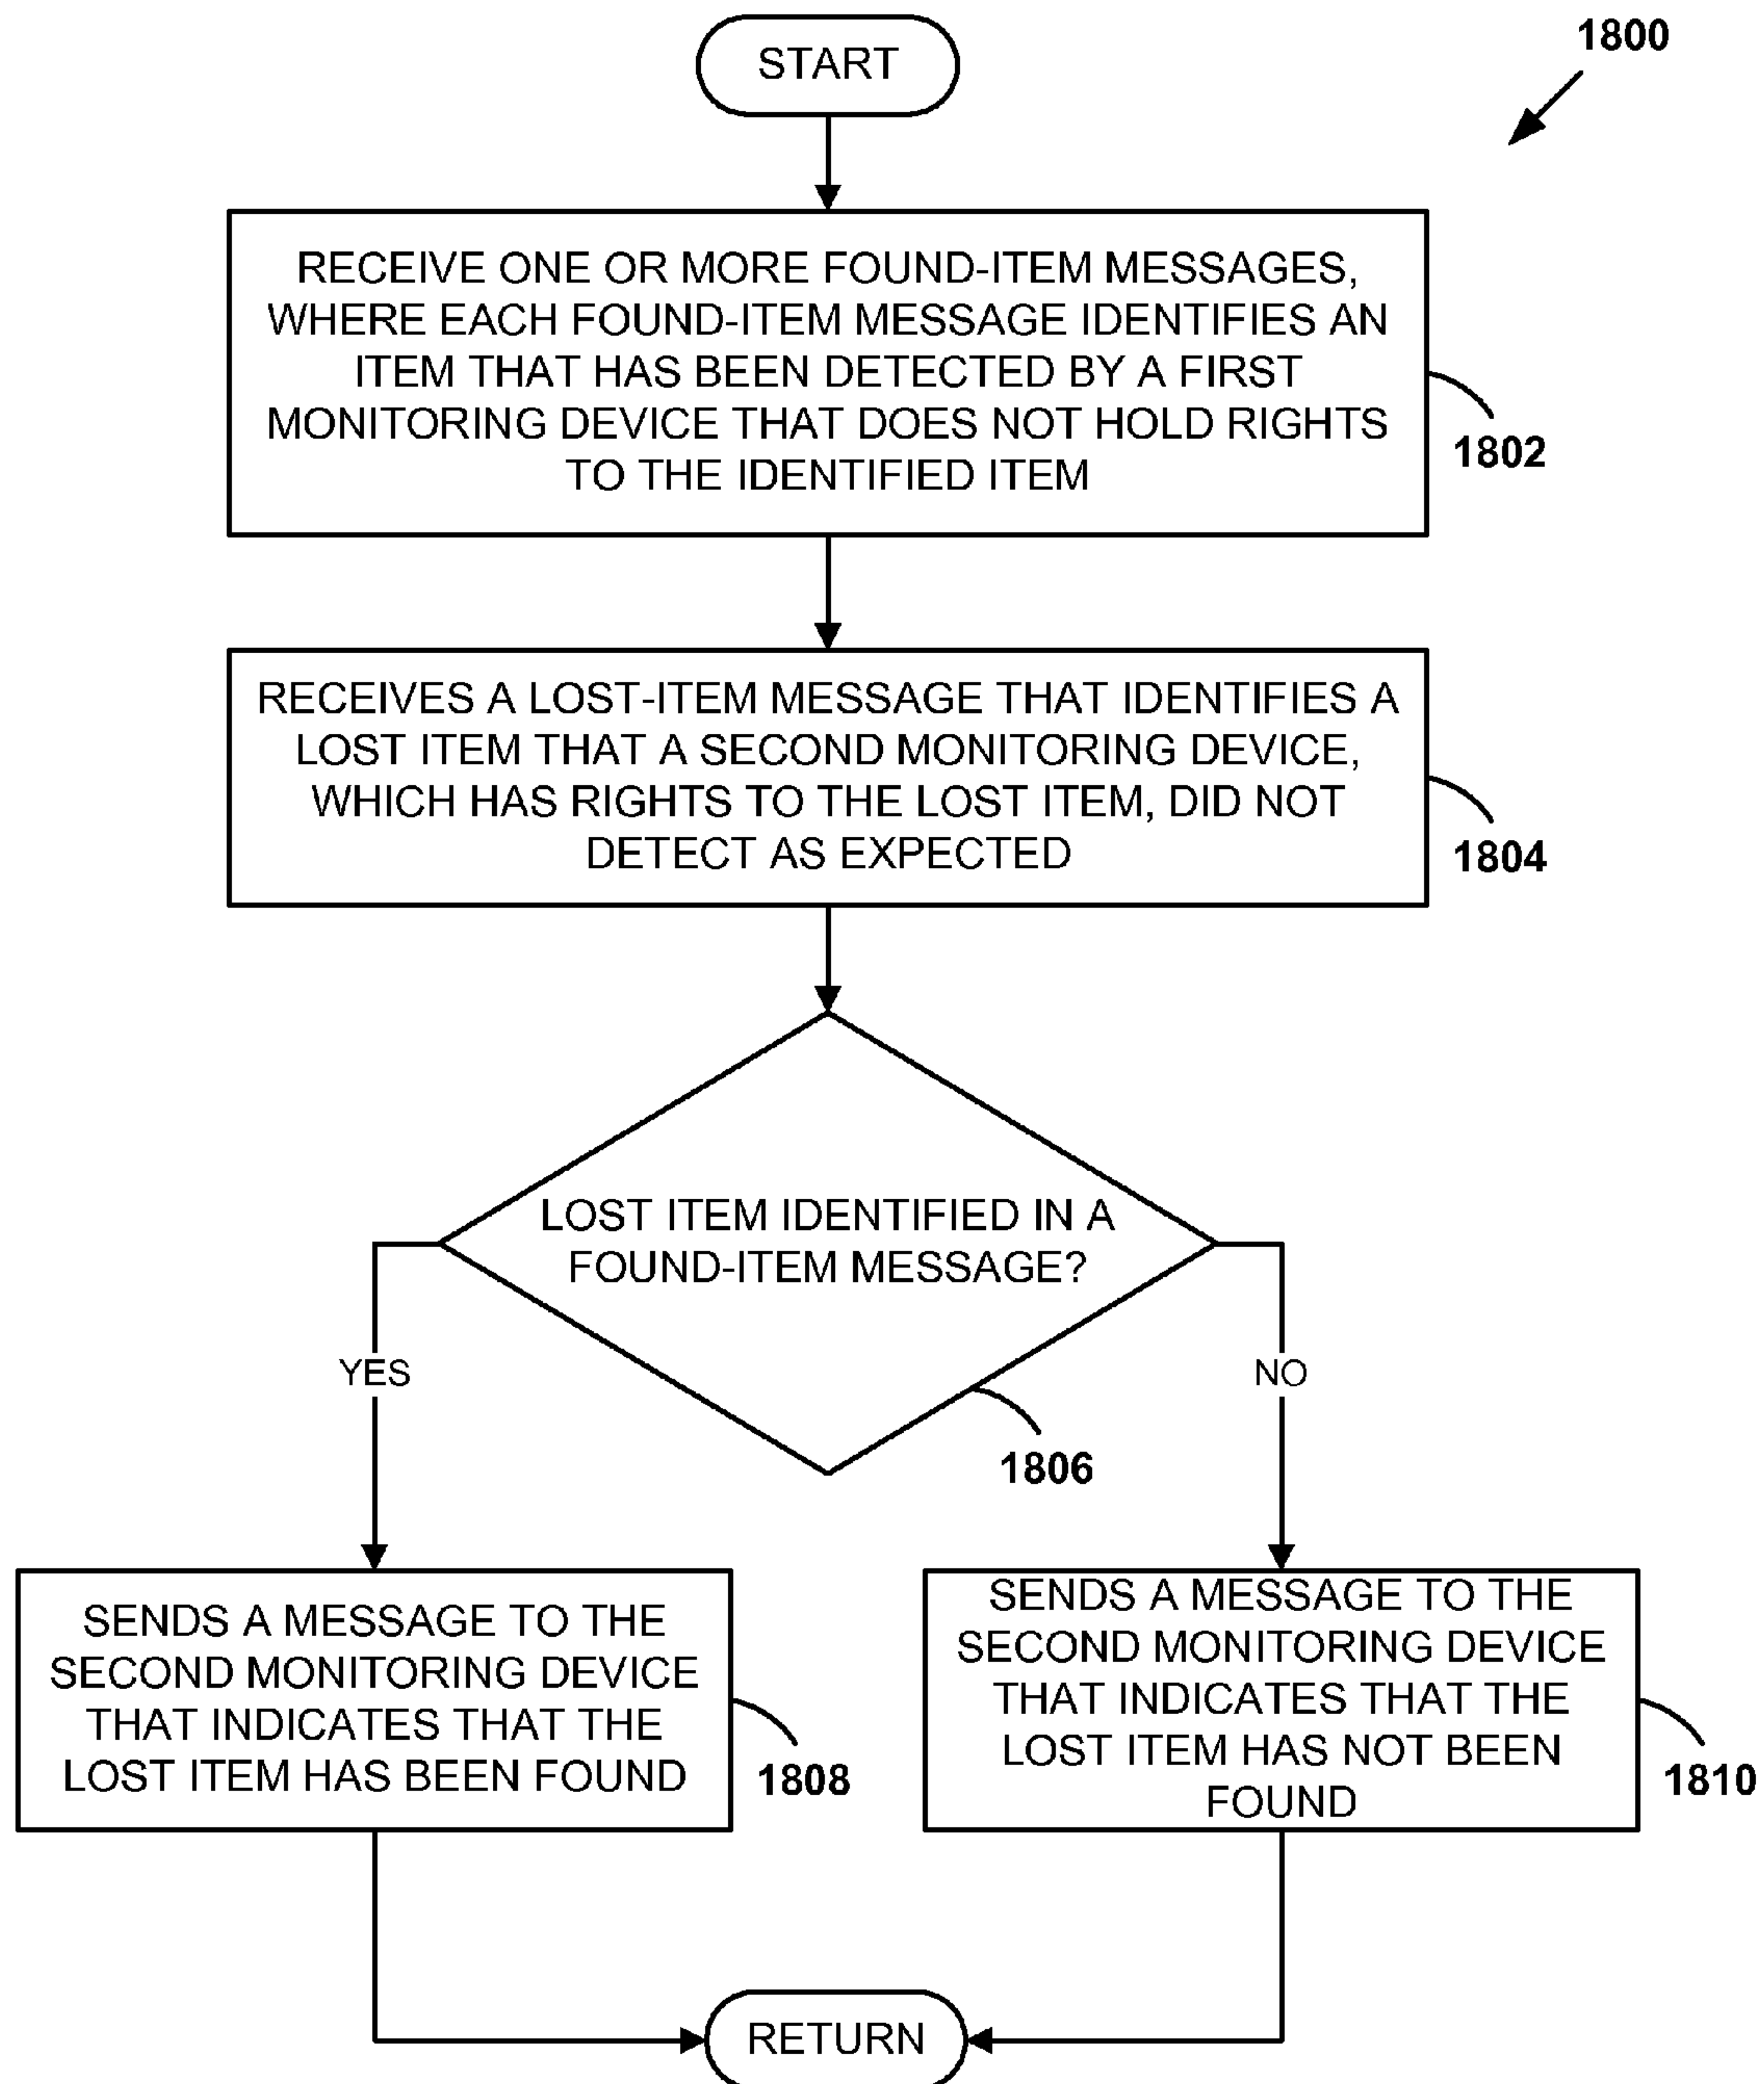 1800
START
RECEIVE ONE OR MORE FOUND-ITEM MESSAGES,
WHERE EACH FOUND-ITEM MESSAGE IDENTIFIES AN
ITEM THAT HAS BEEN DETECTED BY A FIRST
MONITORING DEVICE THAT DOES NOT HOLD RIGHTS
TO THE IDENTIFIED ITEM
1802
RECEIVES A LOST-ITEM MESSAGE THAT IDENTIFIES A
LOST ITEM THAT A SECOND MONITORING DEVICE,
WHICH HAS RIGHTS TO THE LOST ITEM, DID NOT
DETECT AS EXPECTED
1804
LOST ITEM IDENTIFIED IN A
FOUND-ITEM MESSAGE?
1806
YES
NO
SENDS A MESSAGE TO THE
SECOND MONITORING DEVICE
THAT INDICATES THAT THE
LOST ITEM HAS BEEN FOUND
1808
SENDS A MESSAGE TO THE
SECOND MONITORING DEVICE
THAT INDICATES THAT THE
LOST ITEM HAS NOT BEEN
FOUND
1810
RETURN